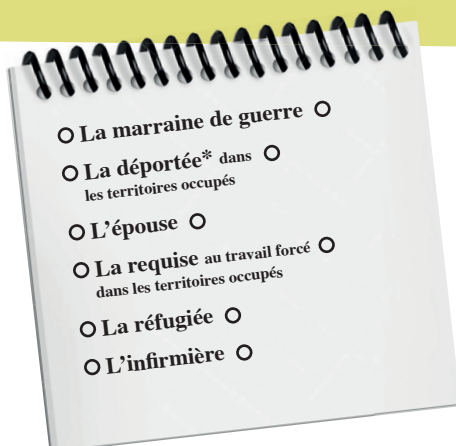 La marraine de guerre
La déportée* dans
les territoires occupés
L'épouse
La requise au travail forcé
dans les territoires occupés
La réfugiée
L'infirmière